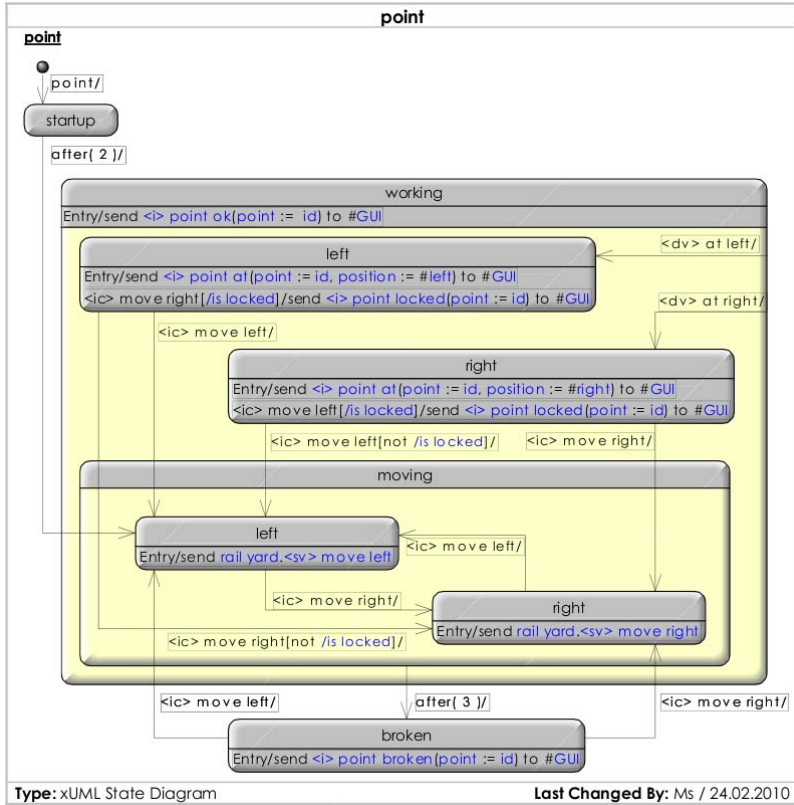 point
point
point/
startup
after( 2 )/
working
Entry/send <i> point ok(point := id) to #GUI
<dv> at left/
left
Entry/send <i> point at(point := id, position := #left) to #GUI
<ic> move right[/is locked]/send <i> point locked(point := id) to #GUI
<dv> at right/
<ic> move left/
right
Entry/send <i> point at(point := id, position := #right) to #GUI
<ic> move left[/is locked]/send <i> point locked(point := id) to #GUI
<ic> move left[not /is locked]/
<ic> move right/
moving
left
Entry/send rail yard.<sv> move left
<ic> move left/
<ic> move right/
right
Entry/send rail yard.<sv> move right
<ic> move right[not /is locked]/
<ic> move left/
after( 3 )/
<ic> move right/
broken
Entry/send <i> point broken(point := id) to #GUI
Type: xUML State Diagram
Last Changed By: Ms / 24.02.2010